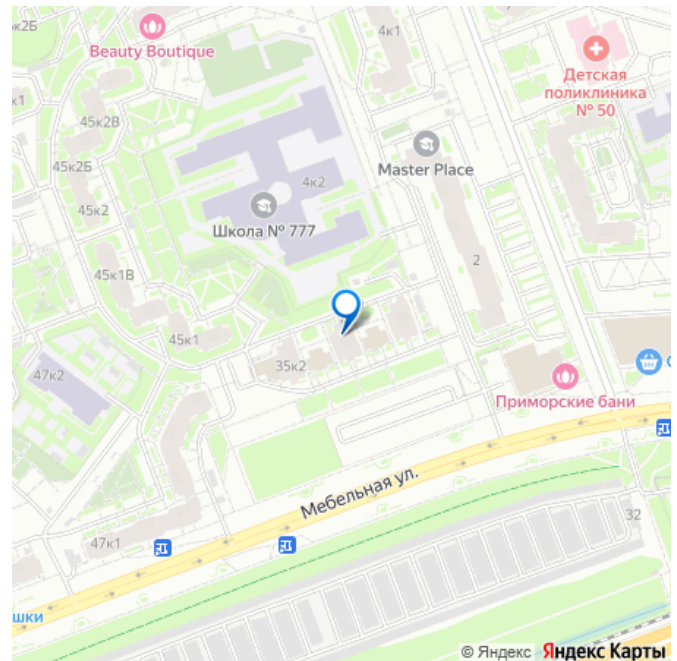 к2Б
Beauty Boutique
4к1
Детская
поликлиника
№ 50
к1
45к2В
45к2Б
Master Place
4к2
45к2
Школа № 777
2
45к1В
45к1
35к2
47к2
Приморские бани
Мебельная ул.
32
47к1
шки
© Яндекс Яндекс Карты